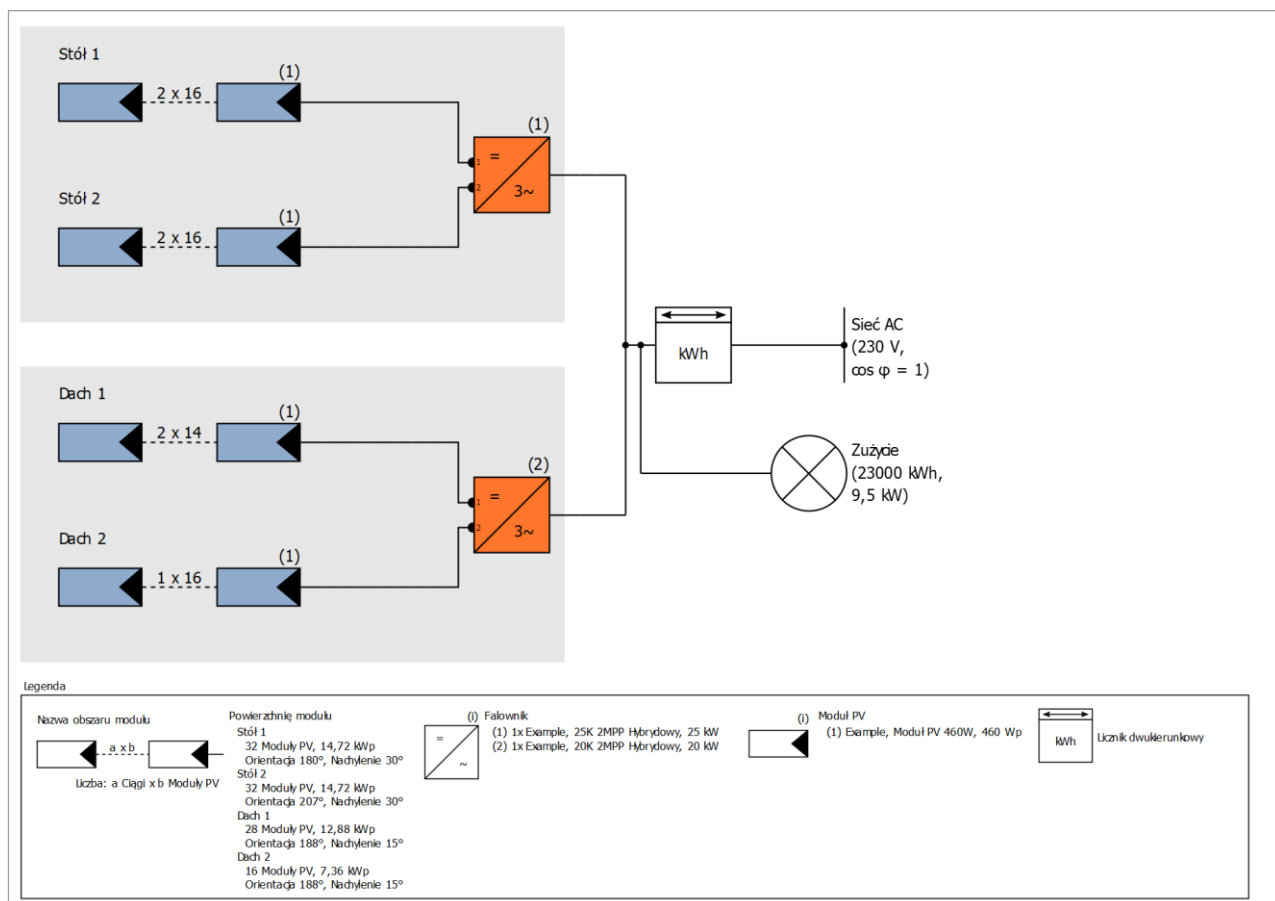 Stół 1
(1)
2 x 16
(1)
=
1
2
3~
Stół 2
(1)
2 x 16
kWh
Sieć AC
(230 V,
cos φ = 1)
Dach 1
(1)
2 x 14
Zużycie
(23000 kWh,
9,5 kW)
(2)
=
1
2
3~
Dach 2
(1)
1 x 16
Legenda
Nazwa obszaru modułu
a x b
Liczba: a Ciągi x b Moduły PV
Powierzchnię modułu
Stół 1
32 Moduły PV, 14,72 kWp
Orientacja 180°, Nachylenie 30°
Stół 2
32 Moduły PV, 14,72 kWp
Orientacja 207°, Nachylenie 30°
Dach 1
28 Moduły PV, 12,88 kWp
Orientacja 188°, Nachylenie 15°
Dach 2
16 Moduły PV, 7,36 kWp
Orientacja 188°, Nachylenie 15°
(i) Falownik
=
~
(1) 1x Example, 25K 2MPP Hybrydowy, 25 kW
(2) 1x Example, 20K 2MPP Hybrydowy, 20 kW
(i) Moduł PV
(1) Example, Moduł PV 460W, 460 Wp
kWh
Licznik dwukierunkowy